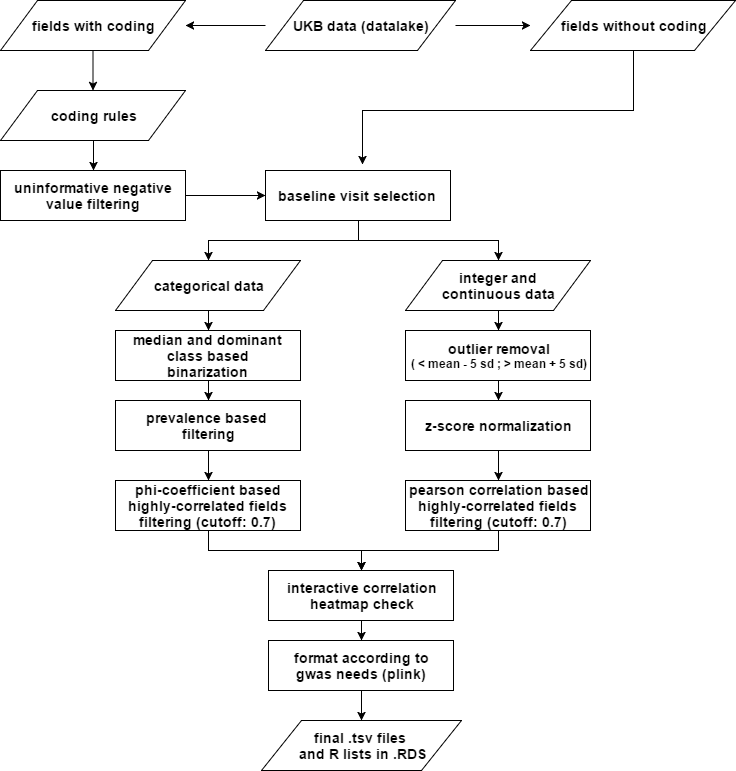 fields with coding
UKB data (datalake)
fields without coding
coding rules
uninformative negative
value filtering
baseline visit selection
categorical data
integer and
continuous data
median and dominant
class based
binarization
outlier removal
( < mean - 5 sd ; > mean + 5 sd)
prevalence based
filtering
z-score normalization
phi-coefficient based
highly-correlated fields
filtering (cutoff: 0.7)
pearson correlation based
highly-correlated fields
filtering (cutoff: 0.7)
interactive correlation
heatmap check
format according to
gwas needs (plink)
final .tsv files
and R lists in .RDS